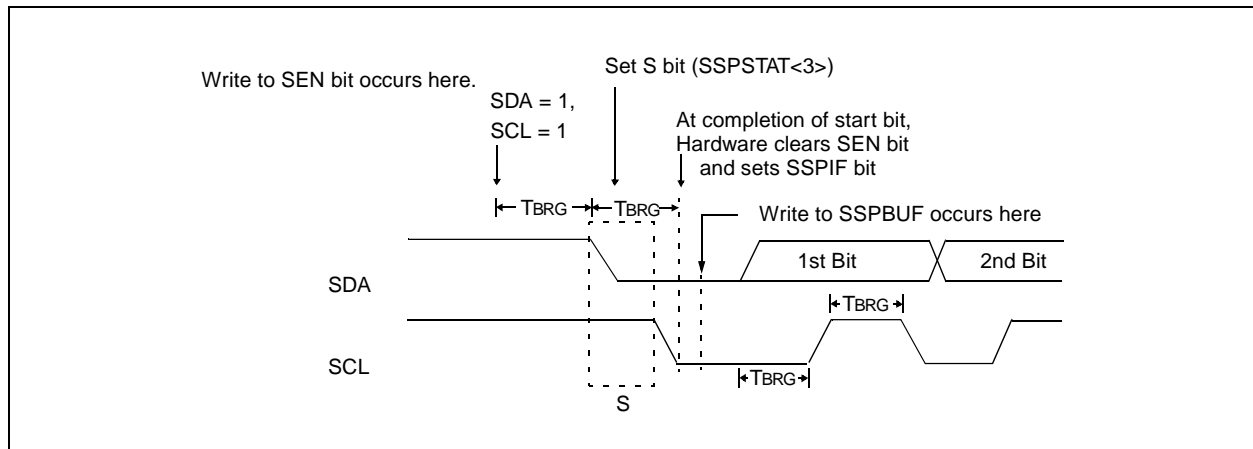 Write to SEN bit occurs here.
Set S bit (SSPSTAT<3>)
SDA = 1,
SCL = 1
At completion of start bit,
Hardware clears SEN bit
and sets SSPIF bit
TBRG
TBRG
Write to SSPBUF occurs here
SDA
1st Bit
2nd Bit
TBRG
SCL
TBRG
S